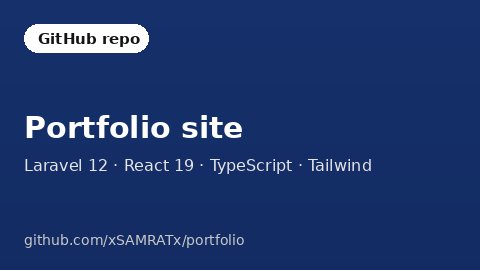 GitHub repo
Portfolio site
Laravel 12 · React 19 · TypeScript · Tailwind
github.com/xSAMRATx/portfolio